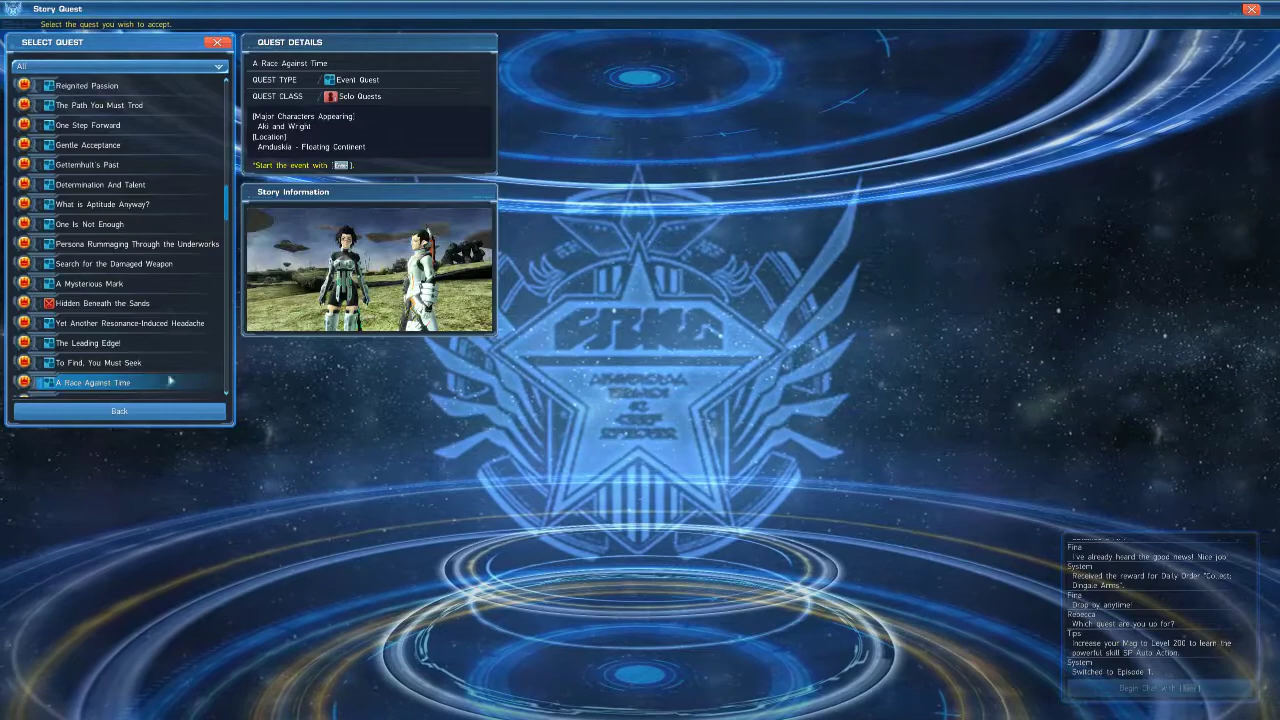 Story Quest
Select the quest you wish to accept.
SELECT QUEST
All
Reignited Passion
The Path You Must Trod
One Step Forward
Gentle Acceptance
Gettemhult's Past
Determination And Talent
What is Aptitude Anyway?
One Is Not Enough
Persona Rummaging Through the Underworks
Search for the Damaged Weapon
A Mysterious Mark
Hidden Beneath the Sands
Yet Another Resonance-Induced Headache
The Leading Edge!
To Find, You Must Seek
A Race Against Time
Back
QUEST DETAILS
A Race Against Time
QUEST TYPE
Event Quest
QUEST CLASS
Solo Quests
[Major Characters Appearing]
Aki and Wright
[Location]
Amduskia - Floating Continent
*Start the event with [Enter].
Story Information
Fina
I've already heard the good news! Nice job.
System
Received the reward for Daily Order "Collect:
Dingale Arms".
Fina
Drop by anytime!
Rebecca
Which quest are you up for?
Tips
Increase your Mag to Level 200 to learn the
powerful skill SP Auto Action.
System
Switched to Episode 1.
Begin Chat with [